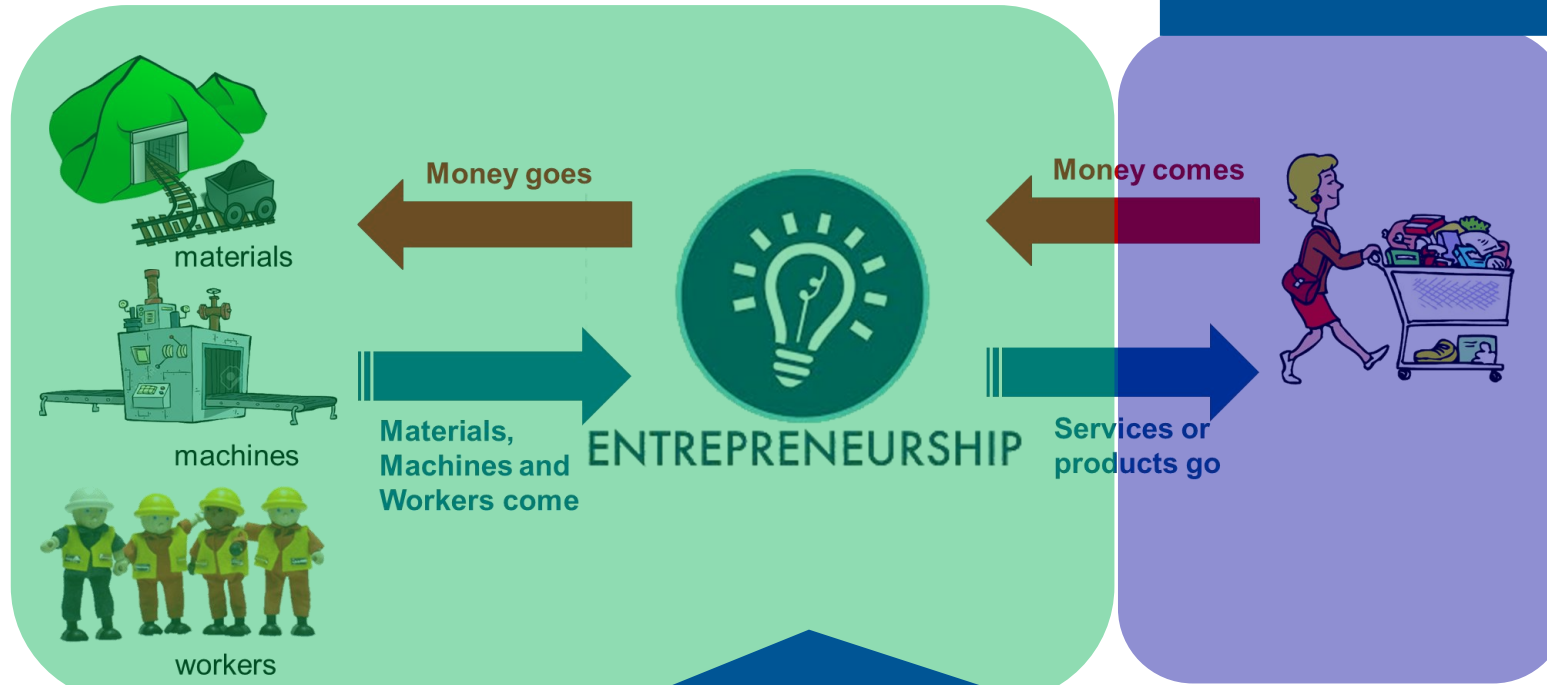 Money goes
Money comes
materials
Materials,
Machines and
Workers come
ENTREPRENEURSHIP
Services or
products go
machines
workers